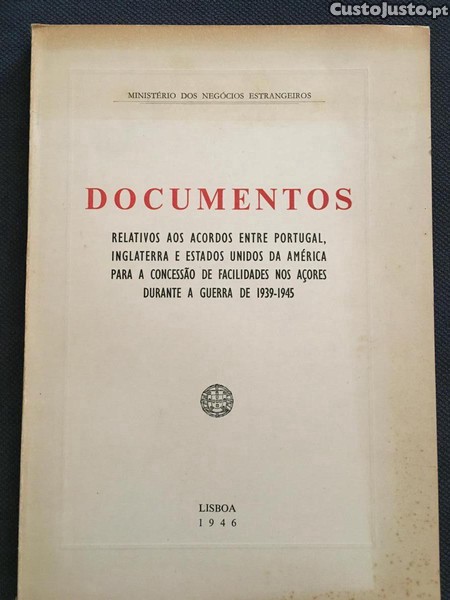 CustoJusto.pt
MINISTÉRIO DOS NEGÓCIOS ESTRANGEIROS
DOCUMENTOS
RELATIVOS AOS ACORDOS ENTRE PORTUGAL,
INGLATERRA E ESTADOS UNIDOS DA AMÉRICA
PARA A CONCESSÃO DE FACILIDADES NOS AÇORES
DURANTE A GUERRA DE 1939-1945
LISBOA
1946